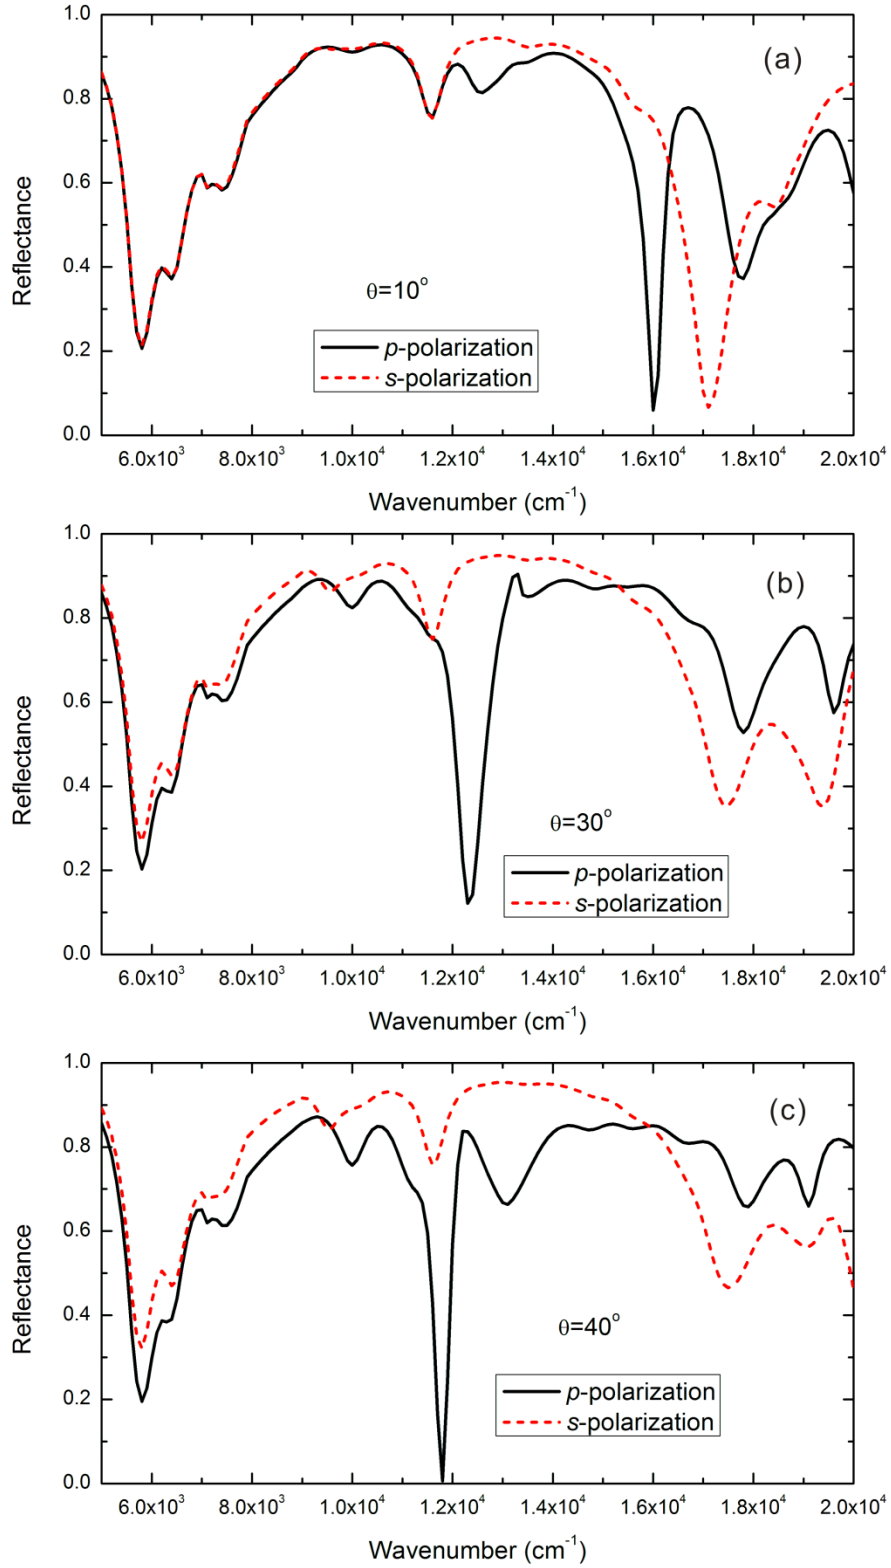 1.0
(a)
0.8
0.6
Reflectance
0.4
θ=10°
p-polarization
0.2
s-polarization
0.0
6.0x10³ 8.0x10³ 1.0x10⁴ 1.2x10⁴ 1.4x10⁴ 1.6x10⁴ 1.8x10⁴ 2.0x10⁴
Wavenumber (cm⁻¹)
1.0
(b)
0.8
0.6
Reflectance
0.4
θ=30°
0.2
p-polarization
s-polarization
0.0
6.0x10³ 8.0x10³ 1.0x10⁴ 1.2x10⁴ 1.4x10⁴ 1.6x10⁴ 1.8x10⁴ 2.0x10⁴
Wavenumber (cm⁻¹)
1.0
(c)
0.8
0.6
Reflectance
0.4
θ=40°
0.2
p-polarization
s-polarization
0.0
6.0x10³ 8.0x10³ 1.0x10⁴ 1.2x10⁴ 1.4x10⁴ 1.6x10⁴ 1.8x10⁴ 2.0x10⁴
Wavenumber (cm⁻¹)